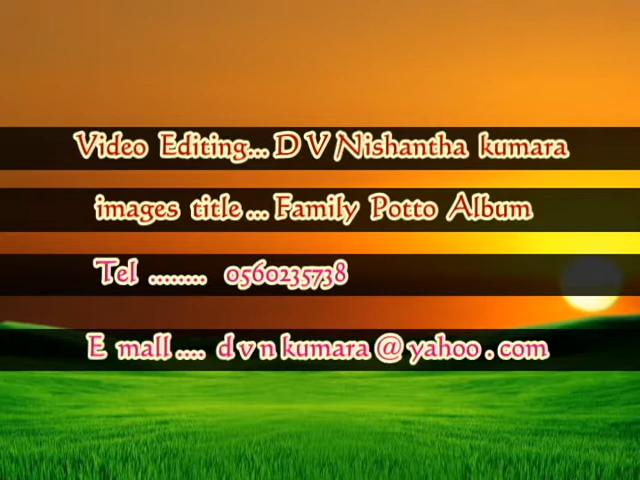 Video Editing... D V Nishantha kumara
images title ... Family Potto Album
Tel ........ 0560235738
E mall .... d v n kumara @ yahoo . com